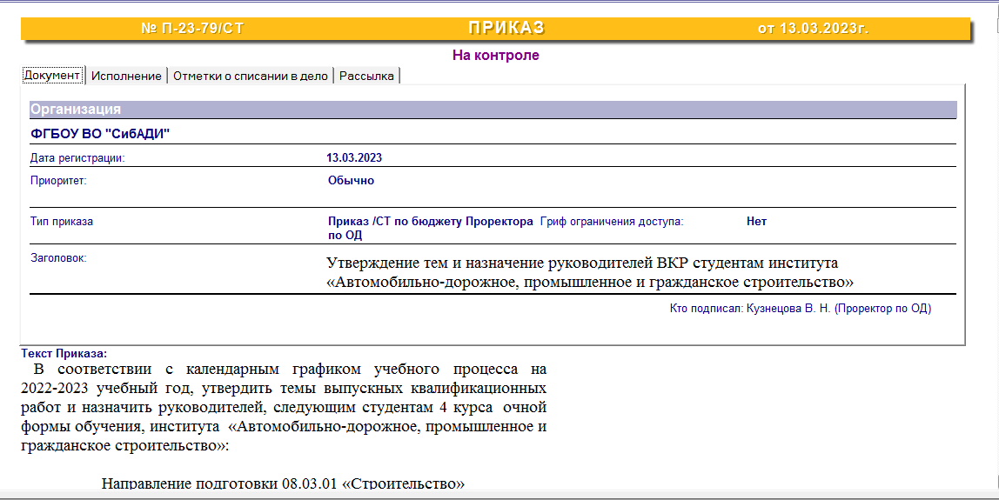 № П-23-79/СТ ПРИКАЗ от 13.03.2023г.
На контроле
Документ Исполнение Отметки о списании в дело Рассылка
Организация
ФГБОУ ВО "СибАДИ"
Дата регистрации: 13.03.2023
Приоритет: Обычно
Тип приказа Приказ /СТ по бюджету Проректора Гриф ограничения доступа: Нет
по ОД
Заголовок: Утверждение тем и назначение руководителей ВКР студентам института
«Автомобильно-дорожное, промышленное и гражданское строительство»
Кто подписал: Кузнецова В. Н. (Проректор по ОД)
Текст Приказа:
В соответствии с календарным графиком учебного процесса на
2022-2023 учебный год, утвердить темы выпускных квалификационных
работ и назначить руководителей, следующим студентам 4 курса очной
формы обучения, института «Автомобильно-дорожное, промышленное и
гражданское строительство»:
Направление подготовки 08.03.01 «Строительство»